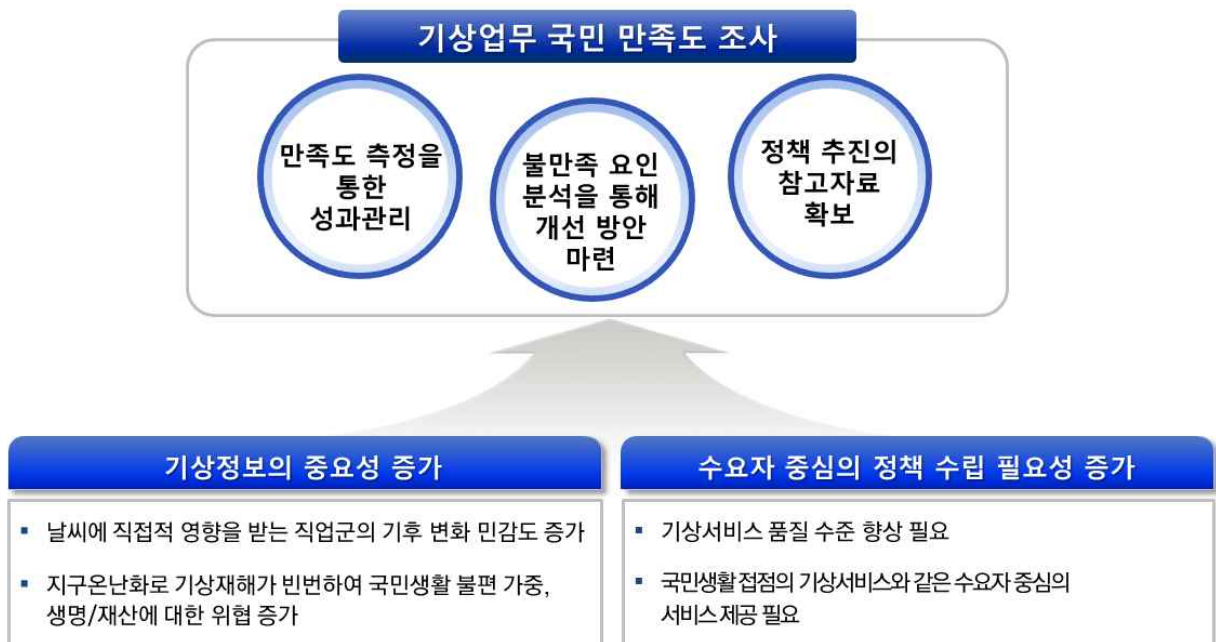 기상업무 국민 만족도 조사
만족도 측정을
통한
성과관리
불만족 요인
분석을 통해
개선 방안
마련
정책 추진의
참고자료
확보
기상정보의 중요성 증가
▪ 날씨에 직접적 영향을 받는 직업군의 기후 변화 민감도 증가
▪ 지구온난화로 기상재해가 빈번하여 국민생활 불편 가중,
생명/재산에 대한 위협 증가
수요자 중심의 정책 수립 필요성 증가
▪ 기상서비스 품질 수준 향상 필요
▪ 국민생활 접점의 기상서비스와 같은 수요자 중심의
서비스 제공 필요